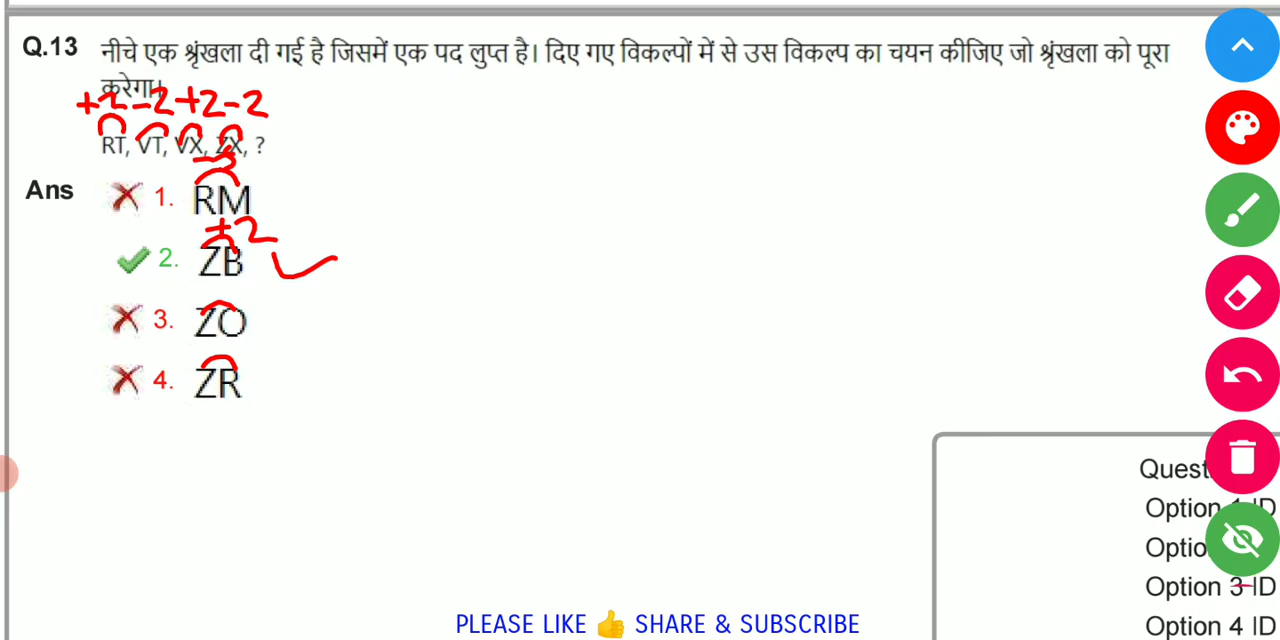 Q.13 नीचे एक श्रृंखला दी गई है जिसमें एक पद लुप्त है। दिए गए विकल्पों में से उस विकल्प का चयन कीजिए जो श्रृंखला को पूरा
करेगा।
+2 -2 +2 -2
RT, VT, VX, ZX, ?
Ans
1. RM
+2
2. ZB
3. ZO
4. ZR
Option 1 ID
Option 3 ID
Option 4 ID
PLEASE LIKE 👍 SHARE & SUBSCRIBE